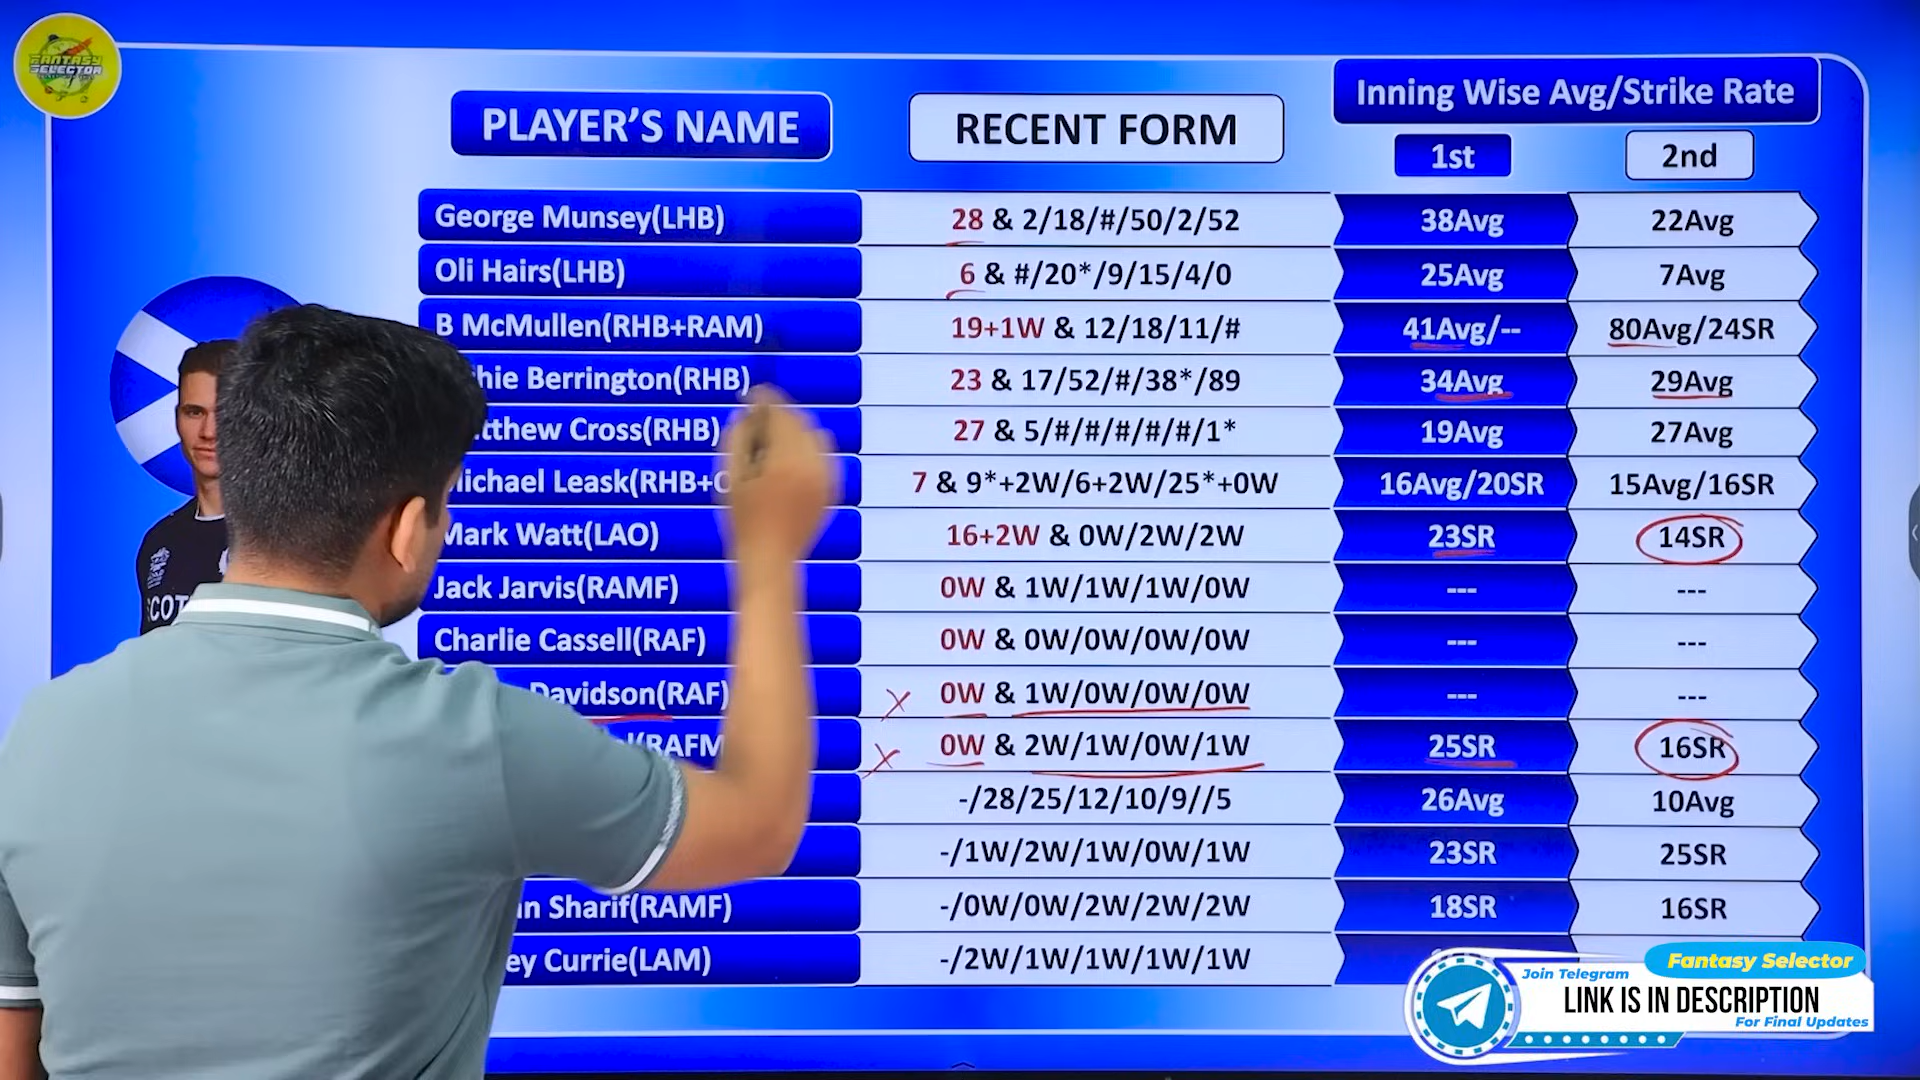 FANTASY
SELECTOR
PLAYER'S NAME
RECENT FORM
Inning Wise Avg/Strike Rate
1st
2nd
George Munsey(LHB)
28 & 2/18/#/50/2/52
38Avg
22Avg
Oli Hairs(LHB)
6 & #/20*/9/15/4/0
25Avg
7Avg
B McMullen(RHB+RAM)
19+1W & 12/18/11/#
41Avg/--
80Avg/24SR
hie Berrington(RHB)
23 & 17/52/#/38*/89
34Avg
29Avg
tthew Cross(RHB)
27 & 5/#/#/#/#/#/1*
19Avg
27Avg
ichael Leask(RHB+
7 & 9*+2W/6+2W/25*+0W
16Avg/20SR
15Avg/16SR
Mark Watt(LAO)
16+2W & 0W/2W/2W
23SR
14SR
Jack Jarvis(RAMF)
0W & 1W/1W/1W/0W
---
---
Charlie Cassell(RAF)
0W & 0W/0W/0W/0W
---
---
Davidson(RAF)
0W & 1W/0W/0W/0W
---
---
(RAFM
0W & 2W/1W/0W/1W
25SR
16SR
-/28/25/12/10/9//5
26Avg
10Avg
-/1W/2W/1W/0W/1W
23SR
25SR
n Sharif(RAMF)
-/0W/0W/2W/2W/2W
18SR
16SR
ey Currie(LAM)
-/2W/1W/1W/1W/1W
SCOT
Join Telegram
Fantasy Selector
LINK IS IN DESCRIPTION
For Final Updates